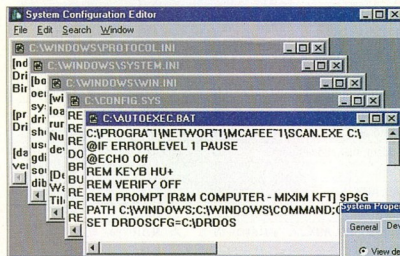 System Configuration Editor
File Edit Search Window
C:\WINDOWS\PROTOCOL.INI
C:\WINDOWS\SYSTEM.INI
C:\WINDOWS\WIN.INI
C:\CONFIG.SYS
C:\AUTOEXEC.BAT
C:\PROGRA~1\NETWOR~1\MCAFEE~1\SCAN.EXE C:\
@IF ERRORLEVEL 1 PAUSE
@ECHO Off
REM KEYB HU+
REM VERIFY OFF
REM PROMPT [R&M COMPUTER - MIXIM KFT] $P$G
PATH C:\WINDOWS;C:\WINDOWS\COMMAND;
SET DRDOSCFG=C:\DRDOS
System Prope
General Dev
View de